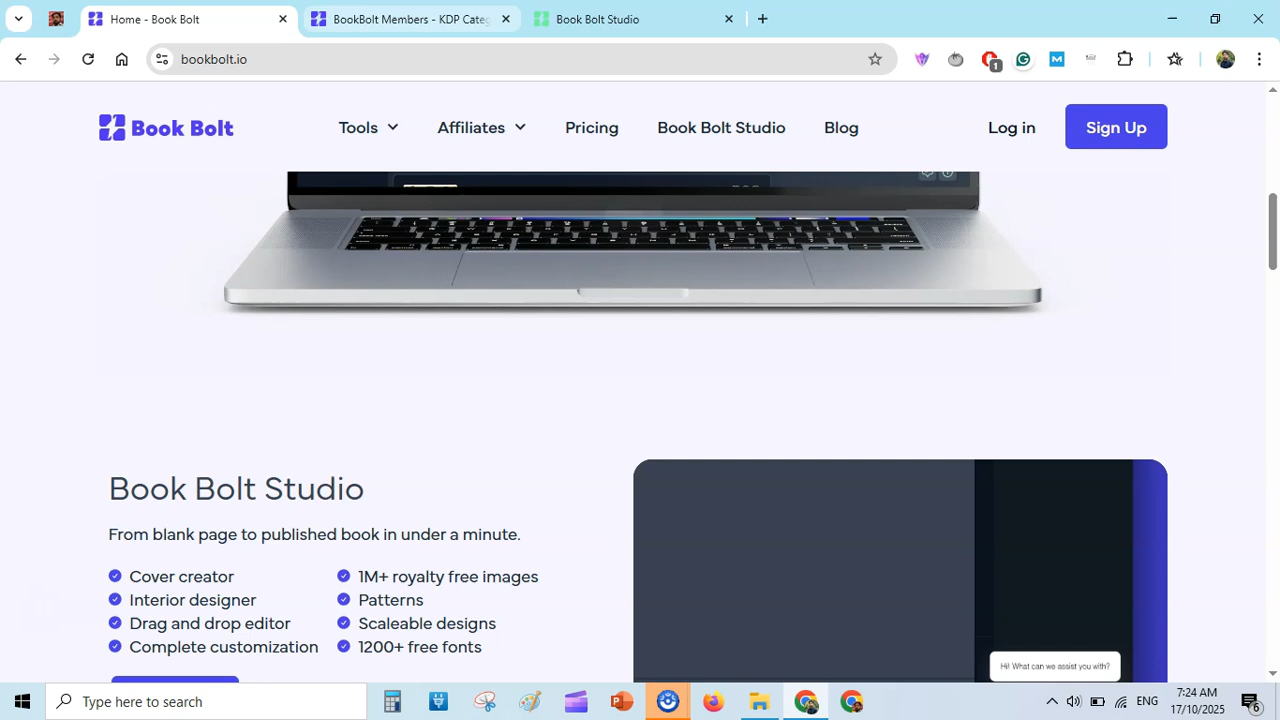 Home - Book Bolt
BookBolt Members - KDP Categ
Book Bolt Studio
bookbolt.io
1
Book Bolt
Tools
Affiliates
Pricing
Book Bolt Studio
Blog
Log in
Sign Up
Book Bolt Studio
From blank page to published book in under a minute.
Cover creator
1M+ royalty free images
Interior designer
Patterns
Drag and drop editor
Scaleable designs
Complete customization
1200+ free fonts
Hi! What can we assist you with?
Type here to search
ENG
7:24 AM
17/10/2025
6